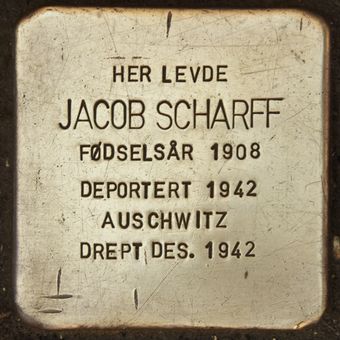 HER LEVDE
JACOB SCHARFF
FØDSELSÅR 1908
DEPORTERT 1942
AUSCHWITZ
DREPT DES. 1942